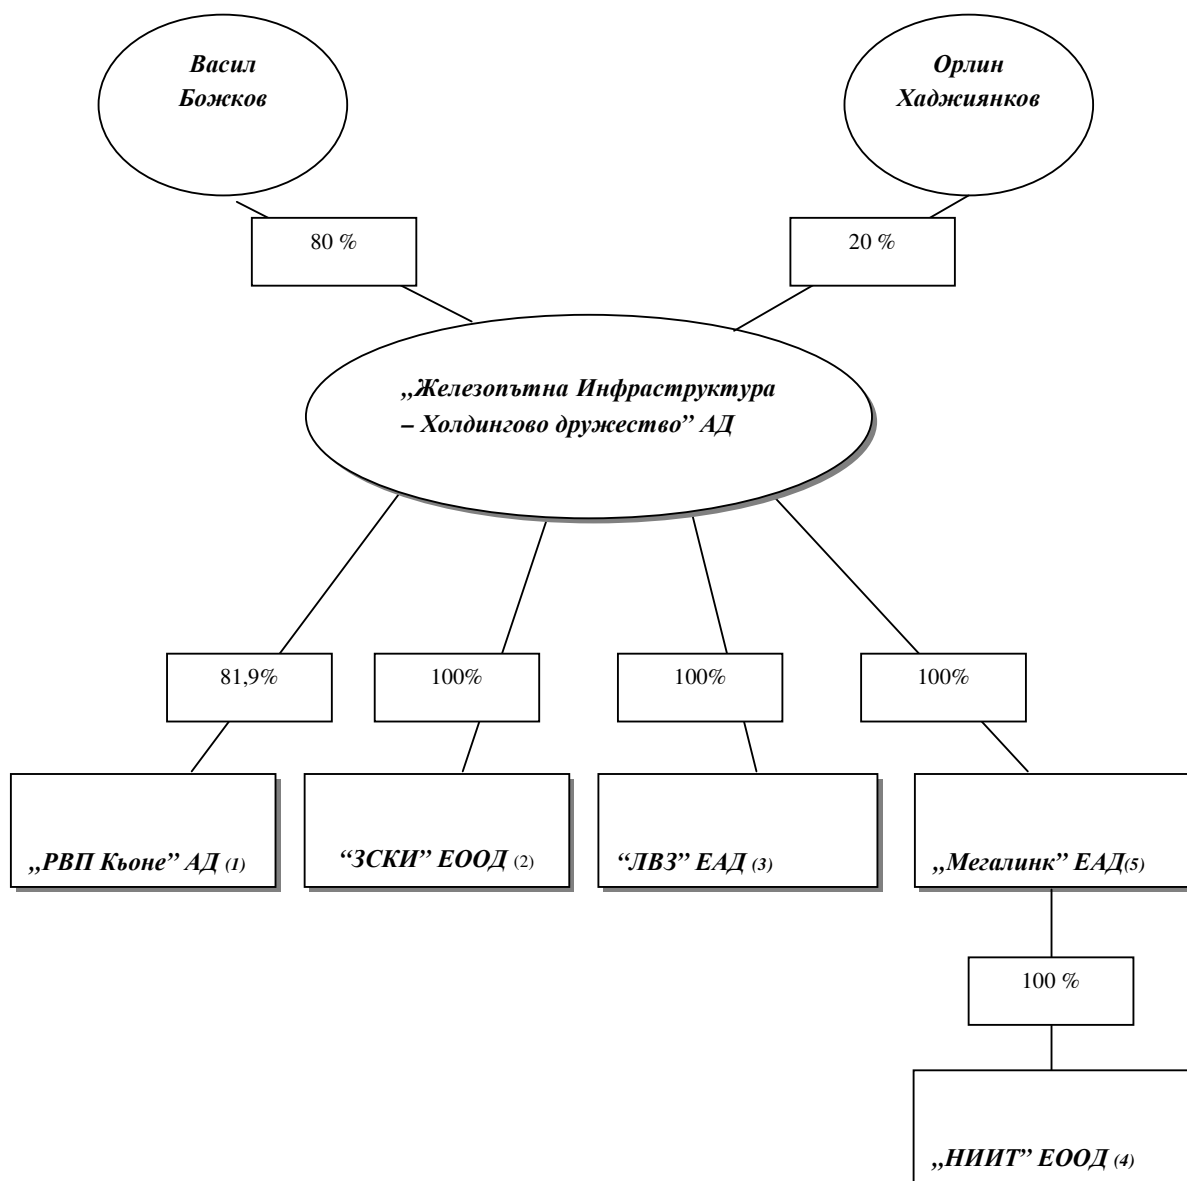 Васил
Божков
Орлин
Хаджиянков
80 %
20 %
„Железопътна Инфраструктура
– Холдингово дружество” АД
81,9%
100%
100%
100%
„РВП Кьоне” АД (1)
“ЗСКИ” ЕООД (2)
“ЛВЗ” ЕАД (3)
„Мегалинк” ЕАД(5)
100 %
„НИИТ” ЕООД (4)